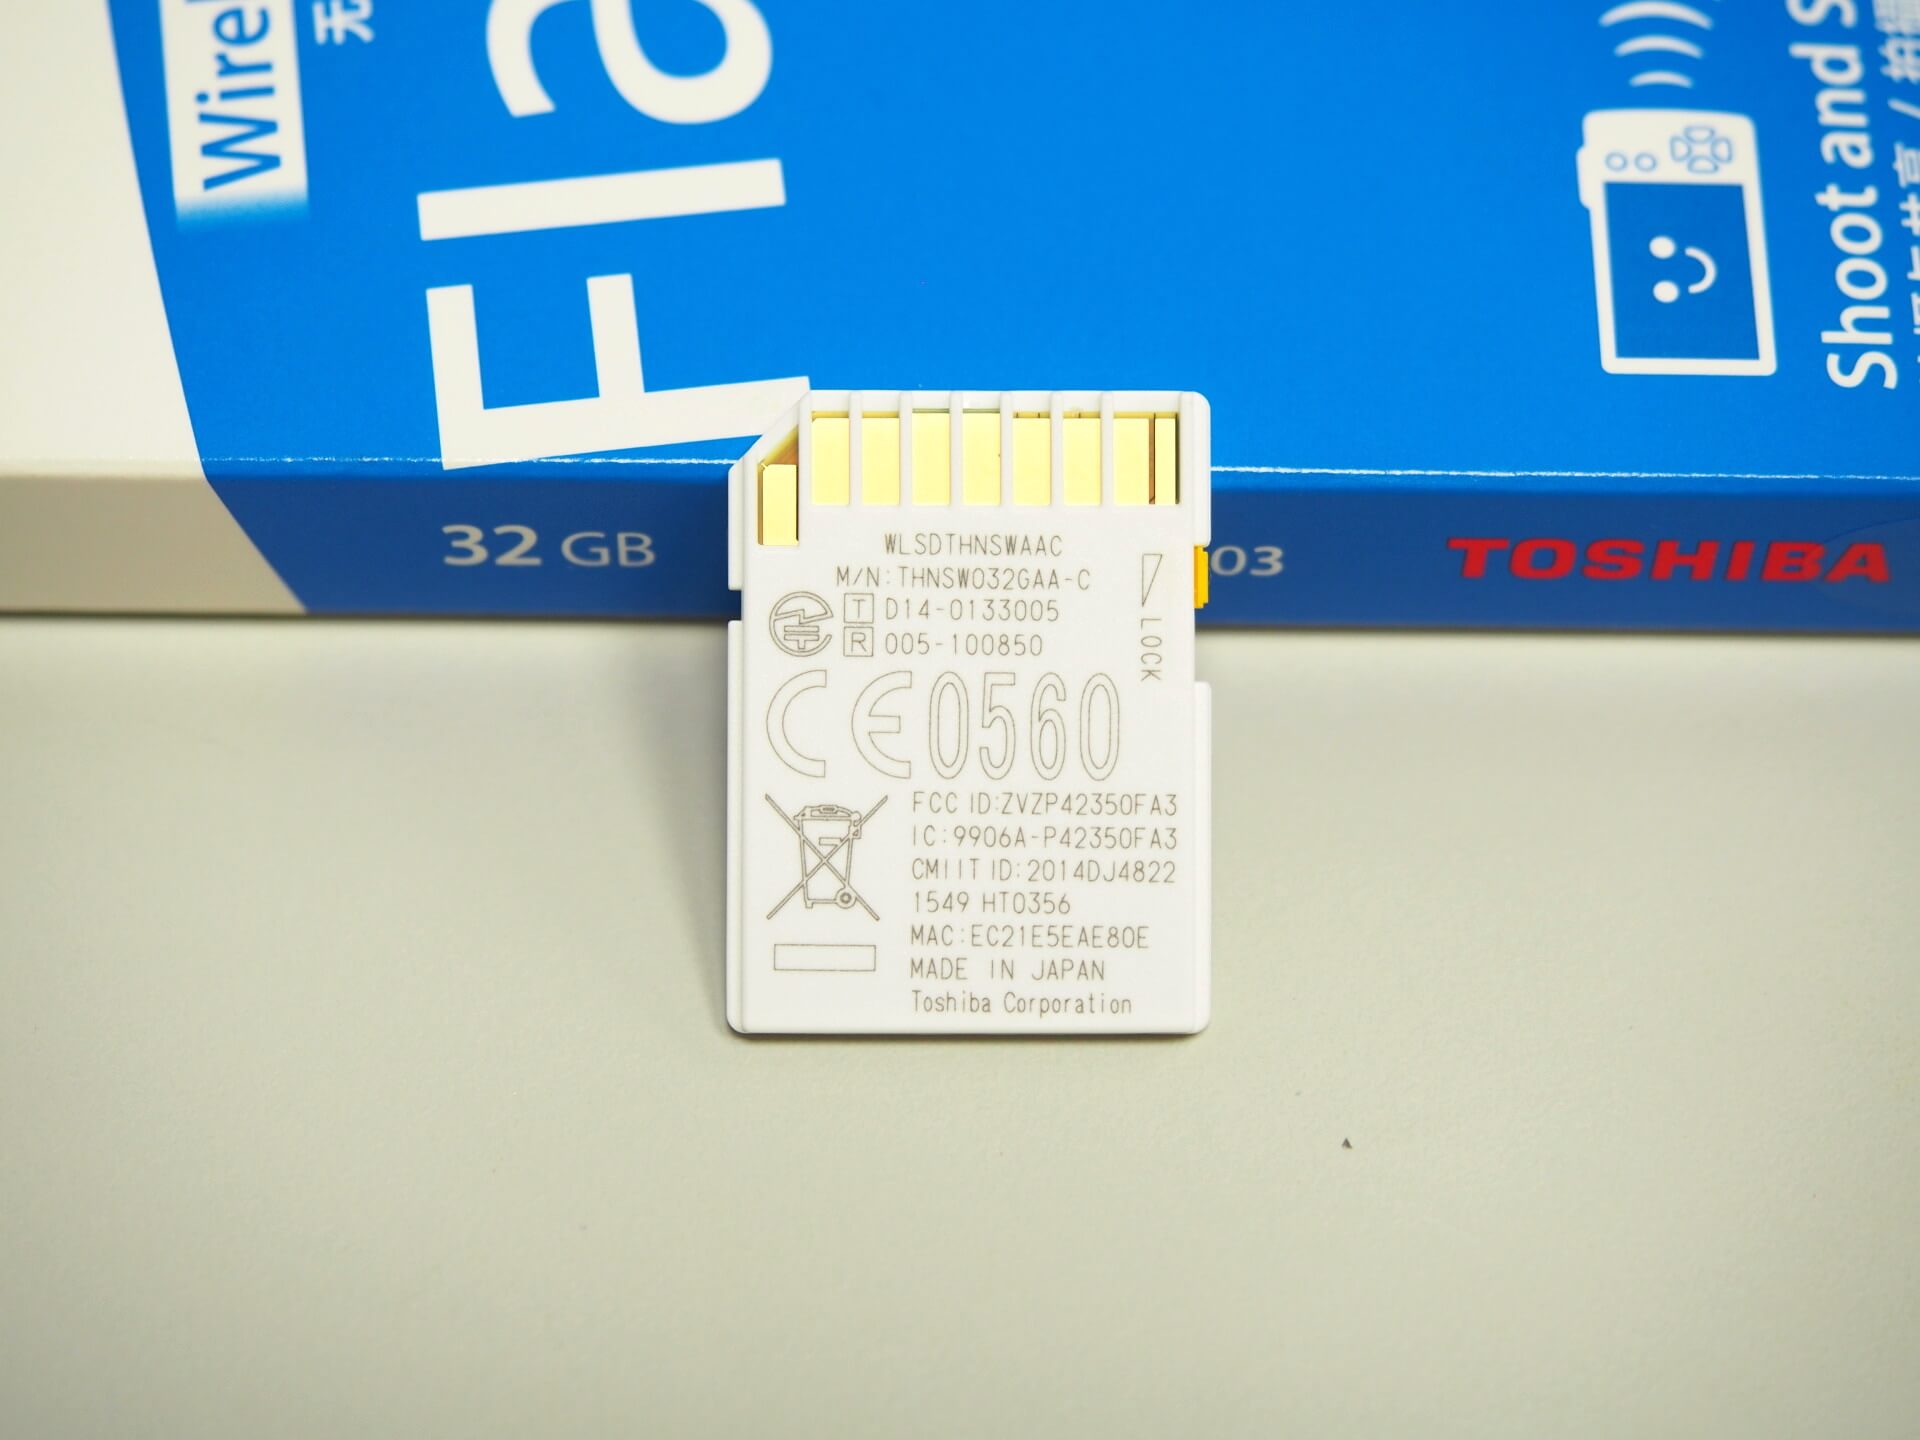 Wirel
无
Fla
Shoot and S
32 GB
03
TOSHIBA
WLSDTHNSWAAC
M/N:THNSW032GAA-C
T D14-0133005
R 005-100850
LOCK
CE0560
FCC ID:ZVZP42350FA3
IC:9906A-P42350FA3
CMIIT ID:2014DJ4822
1549 HT0356
MAC:EC21E5EAE80E
MADE IN JAPAN
Toshiba Corporation